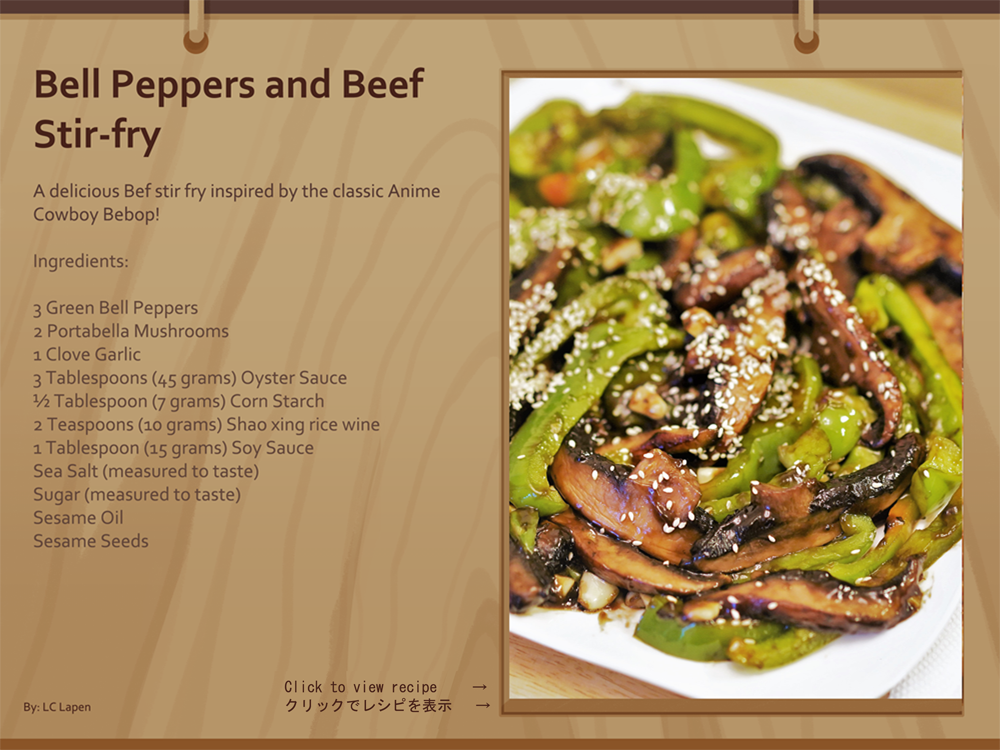 Bell Peppers and Beef
Stir-fry
A delicious Bef stir fry inspired by the classic Anime
Cowboy Bebop!
Ingredients:
3 Green Bell Peppers
2 Portabella Mushrooms
1 Clove Garlic
3 Tablespoons (45 grams) Oyster Sauce
½ Tablespoon (7 grams) Corn Starch
2 Teaspoons (10 grams) Shao xing rice wine
1 Tablespoon (15 grams) Soy Sauce
Sea Salt (measured to taste)
Sugar (measured to taste)
Sesame Oil
Sesame Seeds
Click to view recipe →
クリックでレシピを表示 →
By: LC Lapen